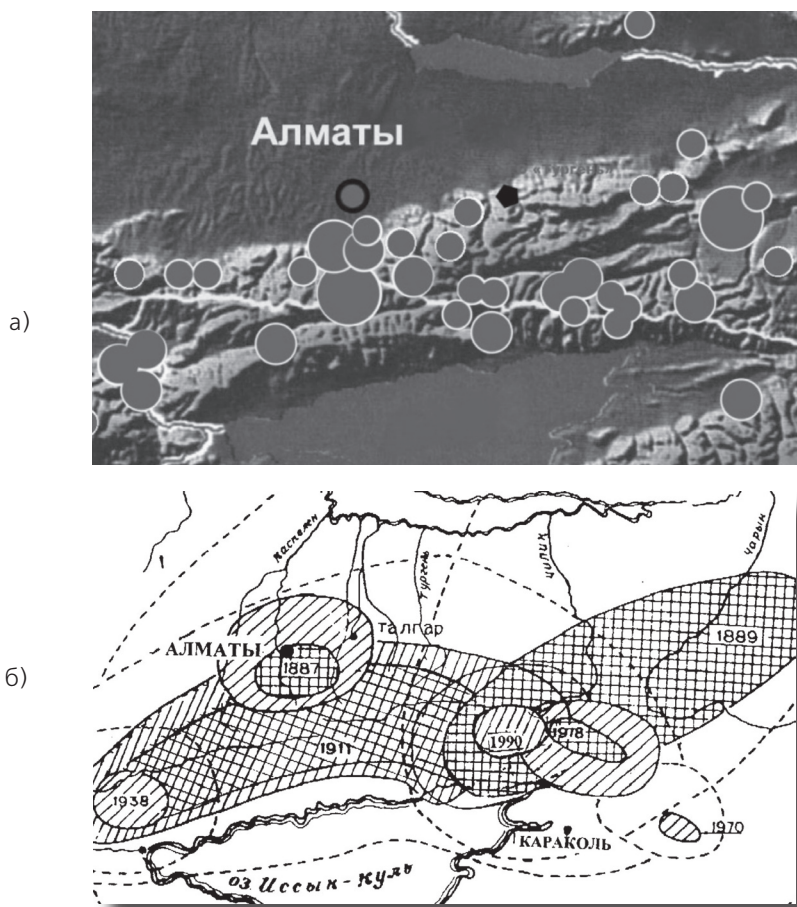 а)
Алматы
б)
каскелен
тургень
чилик
чарын
АЛМАТЫ
ТАЛГАР
1887
1889
1911
1990
1978
1938
1970
КАРАКОЛЬ
оз. Иссык-Куль